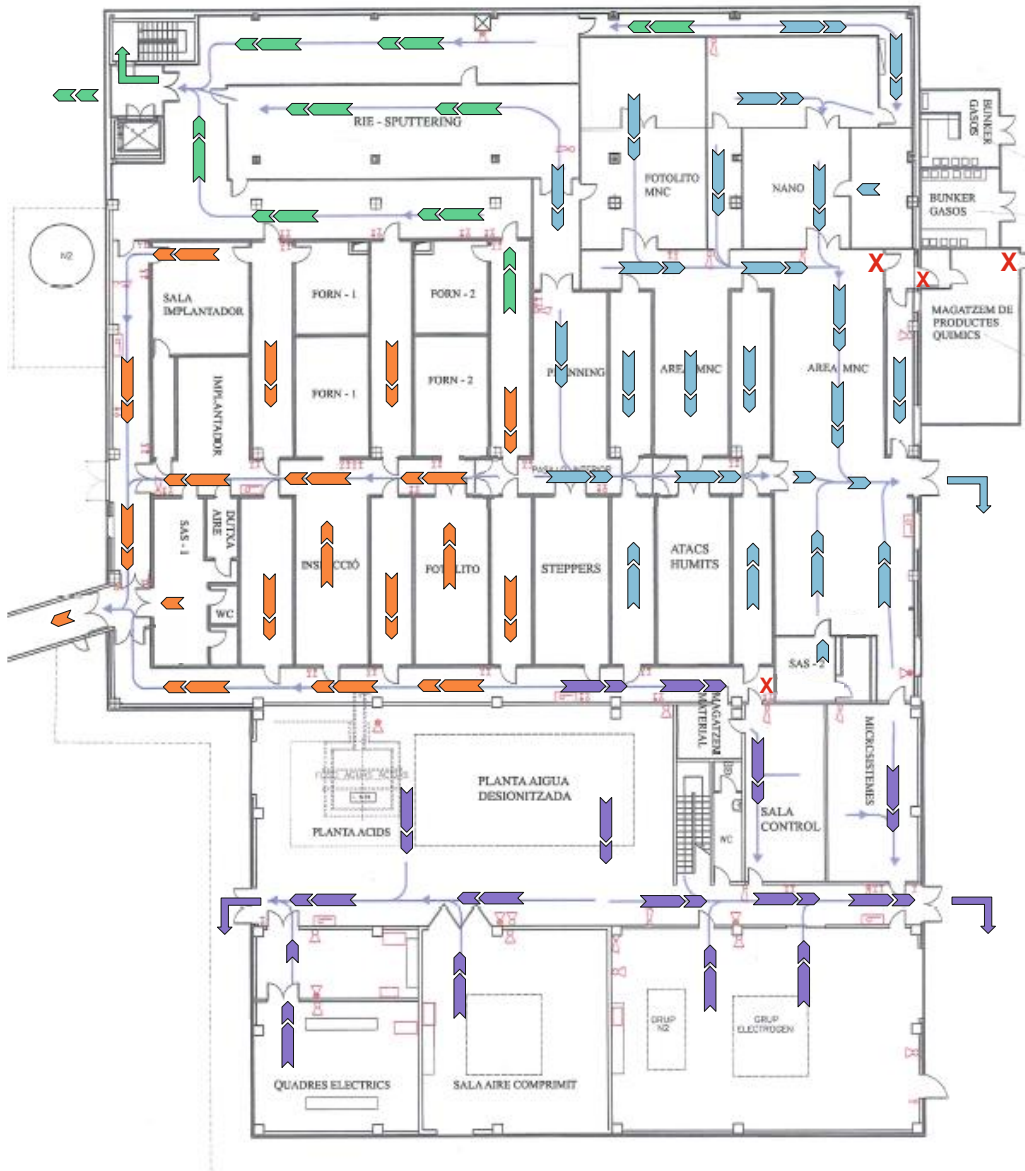 BUNKER
GASOS
RIE - SPUTTERING
FOTOLITO
MNC
NANO
BUNKER
GASOS
N2
X
X
X
SALA
IMPLANTADOR
FORN - 1
FORN - 2
MAGATZEM DE
PRODUCTES
QUIMICS
IMPLANTADOR
FORN - 1
FORN - 2
AREA MNC
AREA MNC
SAS - 1
DUTXA
AIRE
WC
INSPECCIÓ
FOTOLITO
STEPPERS
ATACS
HUMITS
SAS - 2
X
MAGATZEM
MATERIAL
MICROSISTEMES
PLANTA AIGUA
DESIONITZADA
PLANTA ACIDS
SALA
CONTROL
WC
GRUP
N2
GRUP
ELECTROGEN
QUADRES ELECTRICS
SALA AIRE COMPRIMIT